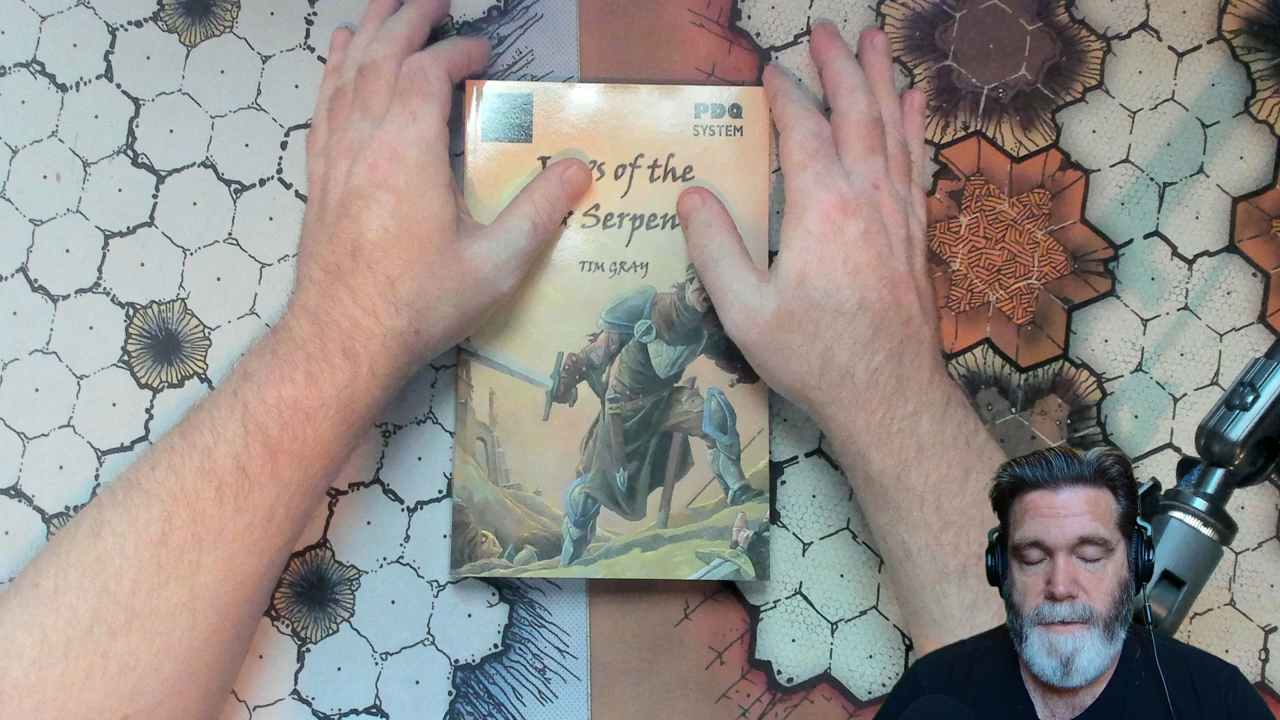 PDQ
SYSTEM
of the
Serpen
TIM GRAY